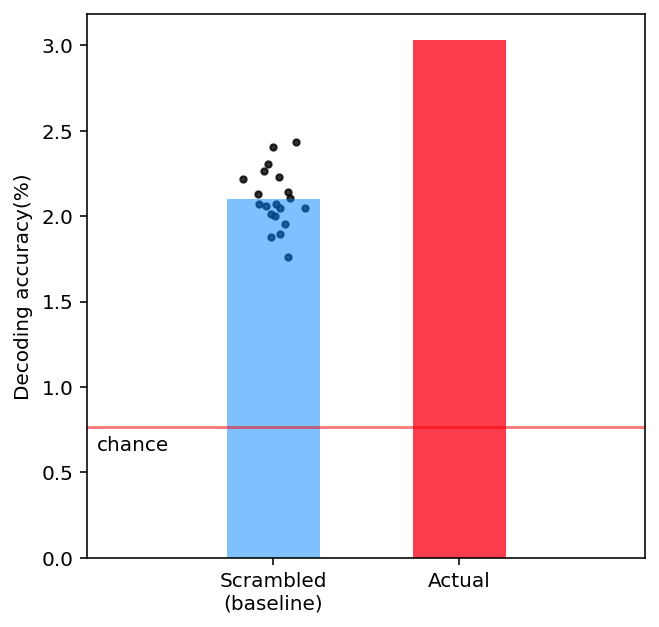 3.0
2.5
2.0
1.5
1.0
0.5
0.0
Decoding accuracy(%)
chance
Scrambled
(baseline)
Actual